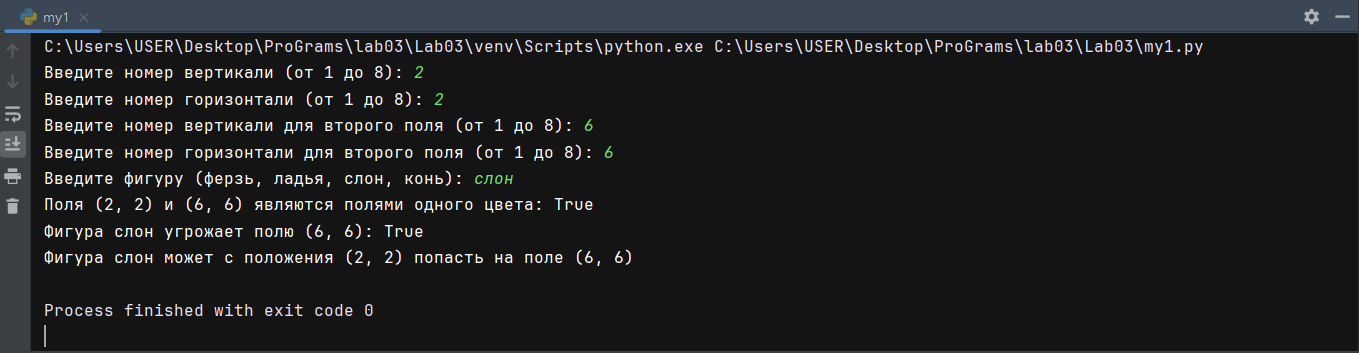 my1
C:\Users\USER\Desktop\ProGrams\lab03\Lab03\venv\Scripts\python.exe C:\Users\USER\Desktop\ProGrams\lab03\Lab03\my1.py
Введите номер вертикали (от 1 до 8): 2
Введите номер горизонтали (от 1 до 8): 2
Введите номер вертикали для второго поля (от 1 до 8): 6
Введите номер горизонтали для второго поля (от 1 до 8): 6
Введите фигуру (ферзь, ладья, слон, конь): слон
Поля (2, 2) и (6, 6) являются полями одного цвета: True
Фигура слон угрожает полю (6, 6): True
Фигура слон может с положения (2, 2) попасть на поле (6, 6)
Process finished with exit code 0